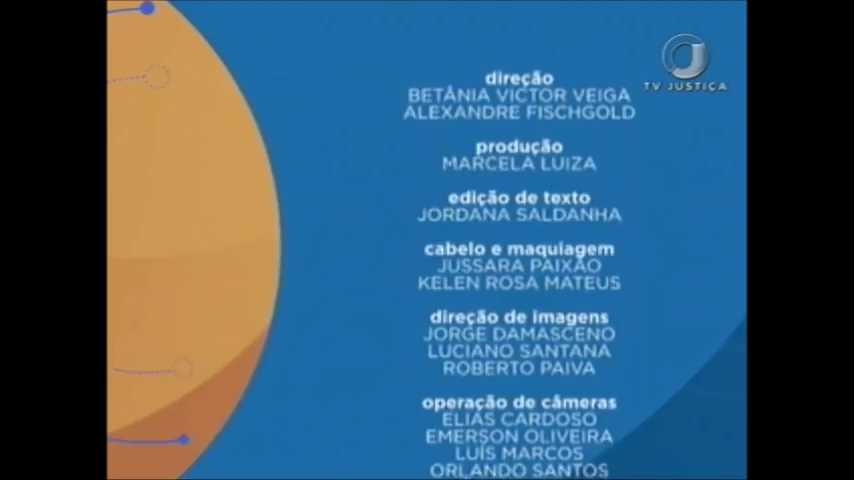 direção
BETÂNIA VICTOR VEIGA
ALEXANDRE FISCHGOLD
produção
MARCELA LUIZA
edição de texto
JORDANA SALDANHA
cabelo e maquiagem
JUSSARA PAIXÃO
KELEN ROSA MATEUS
direção de imagens
JORGE DAMASCENO
LUCIANO SANTANA
ROBERTO PAIVA
operação de câmeras
ELIAS CARDOSO
EMERSON OLIVEIRA
LUÍS MARCOS
ORLANDO SANTOS
TV JUSTIÇA